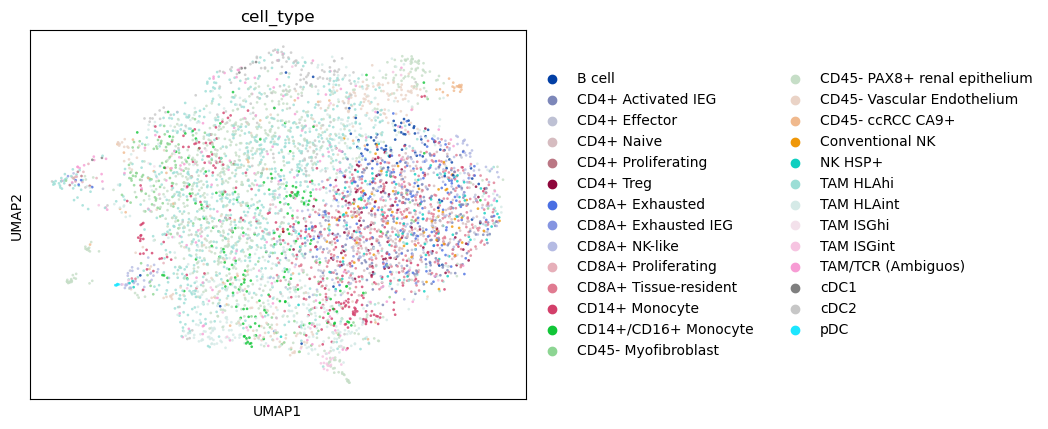 cell_type
UMAP2
UMAP1
B cell
CD4+ Activated IEG
CD4+ Effector
CD4+ Naive
CD4+ Proliferating
CD4+ Treg
CD8A+ Exhausted
CD8A+ Exhausted IEG
CD8A+ NK-like
CD8A+ Proliferating
CD8A+ Tissue-resident
CD14+ Monocyte
CD14+/CD16+ Monocyte
CD45- Myofibroblast
CD45- PAX8+ renal epithelium
CD45- Vascular Endothelium
CD45- ccRCC CA9+
Conventional NK
NK HSP+
TAM HLAhi
TAM HLAint
TAM ISGhi
TAM ISGint
TAM/TCR (Ambiguos)
cDC1
cDC2
pDC